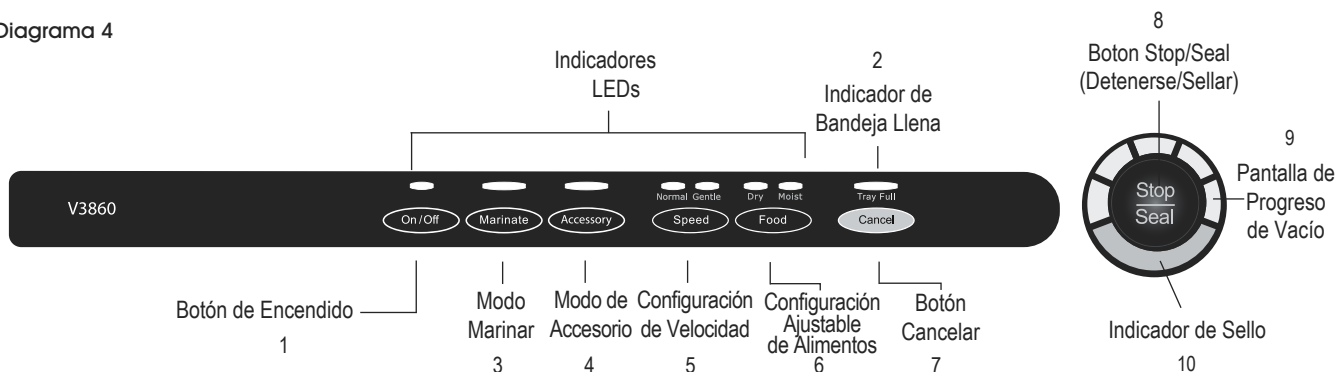 Diagrama 4
Indicadores
LEDs
2
Indicador de
Bandeja Llena
8
Boton Stop/Seal
(Detenerse/Sellar)
9
Pantalla de
Progreso
de Vacío
V3860
Normal Gentle
Dry Moist
Tray Full
On/Off
Marinate
Accessory
Speed
Food
Cancel
Stop
Seal
Botón de Encendido
1
Modo
Marinar
3
Modo de
Accesorio
4
Configuración
de Velocidad
5
Configuración
Ajustable
de Alimentos
6
Botón
Cancelar
7
Indicador de Sello
10